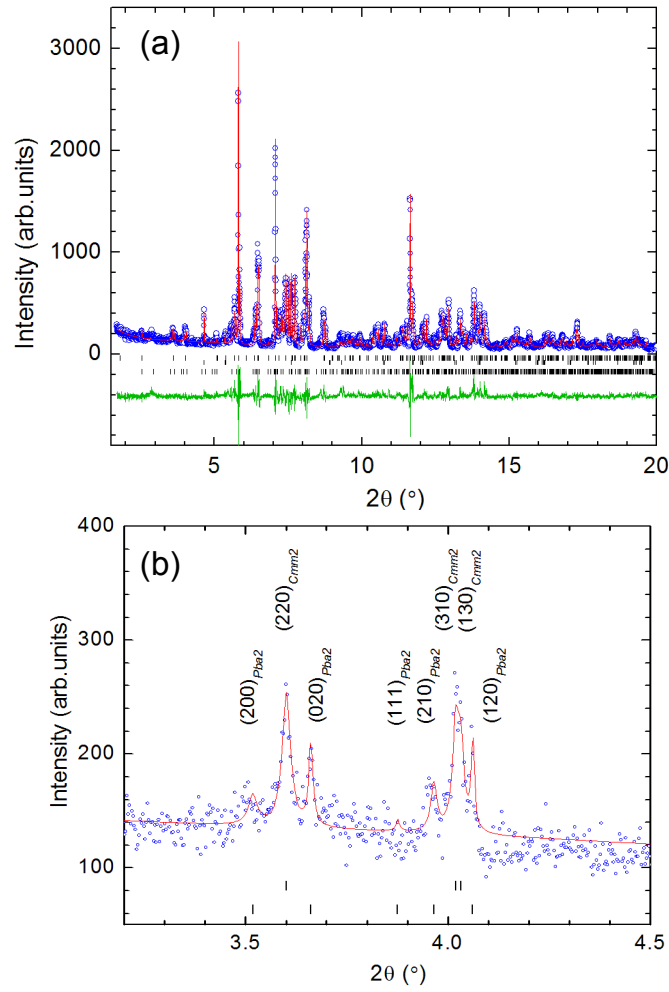 (a)
3000
2000
1000
0
Intensity (arb.units)
5 10 15 20
2θ (°)
(b)
400
300
200
100
Intensity (arb.units)
(200)Pba2
(220)Cmm2
(020)Pba2
(111)Pba2
(210)Pba2
(310)Cmm2
(130)Cmm2
(120)Pba2
3.5 4.0 4.5
2θ (°)